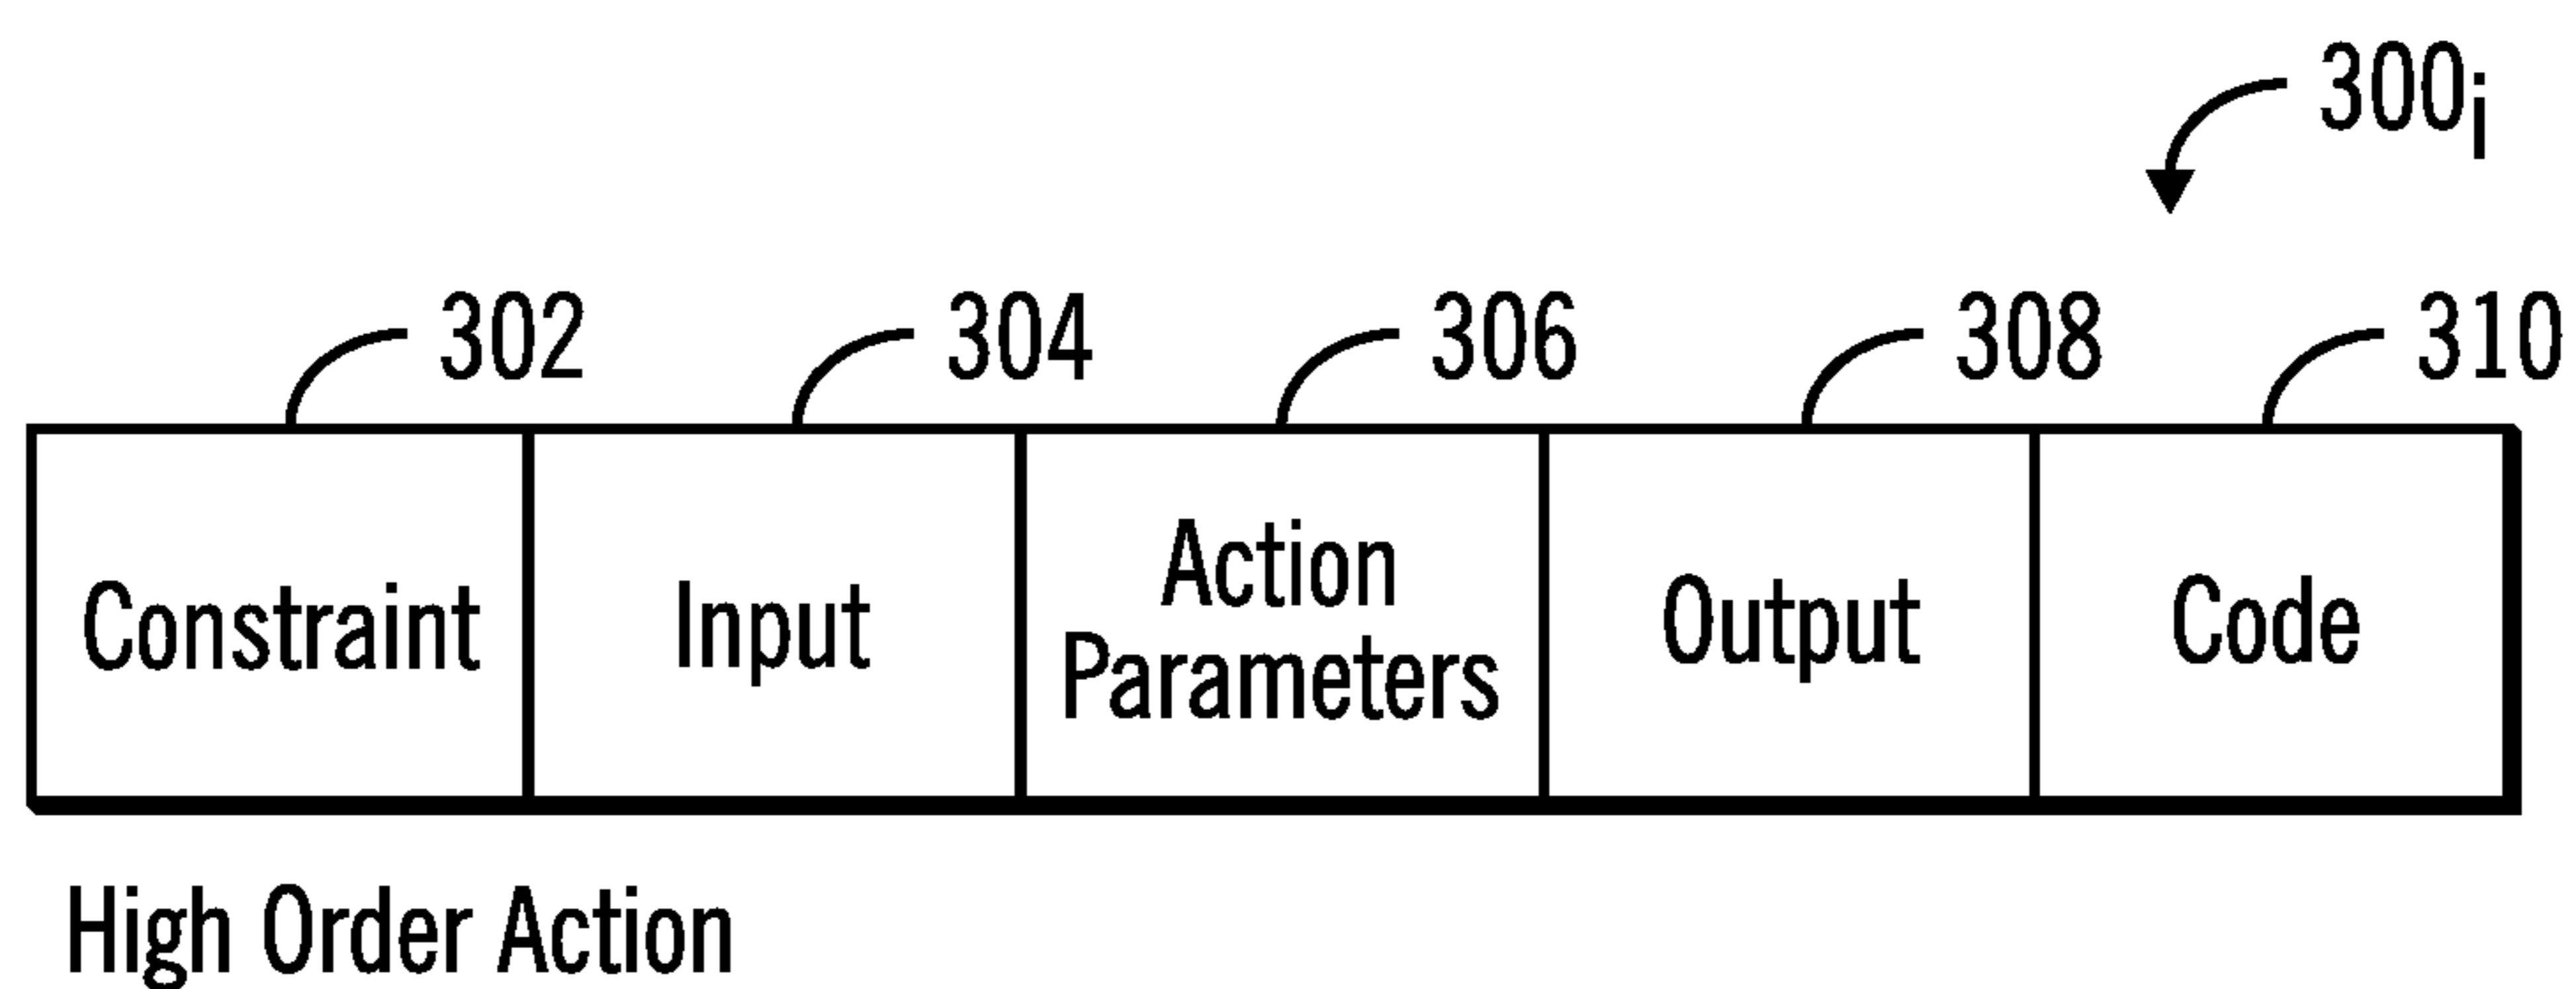 300i
302 304 306 308 310
Constraint Input Action Parameters Output Code
High Order Action